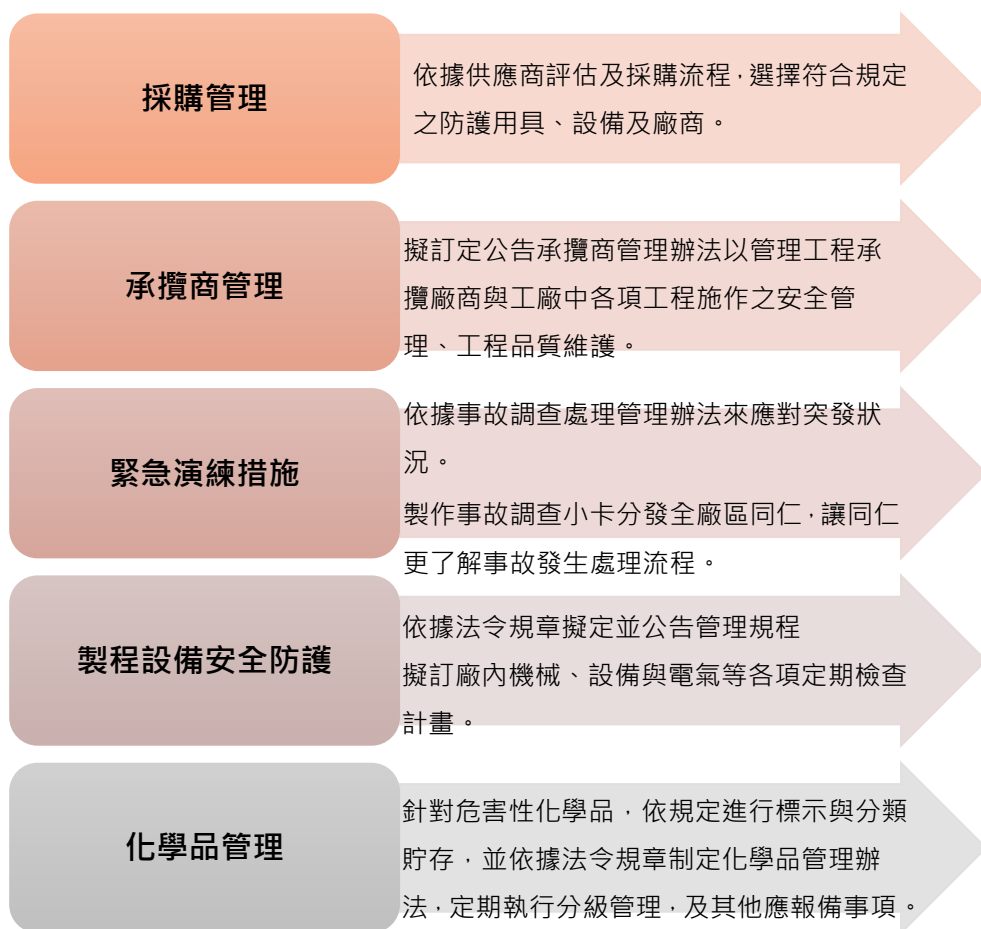 採購管理
依據供應商評估及採購流程，選擇符合規定
之防護用具、設備及廠商。
承攬商管理
擬訂定公告承攬商管理辦法以管理工程承
攬廠商與工廠中各項工程施作之安全管
理、工程品質維護。
緊急演練措施
依據事故調查處理管理辦法來應對突發狀
況。
製作事故調查小卡分發全廠區同仁，讓同仁
更了解事故發生處理流程。
製程設備安全防護
依據法令規章擬定並公告管理規程
擬訂廠內機械、設備與電氣等各項定期檢查
計畫。
化學品管理
針對危害性化學品，依規定進行標示與分類
貯存，並依據法令規章制定化學品管理辦
法，定期執行分級管理，及其他應報備事項。